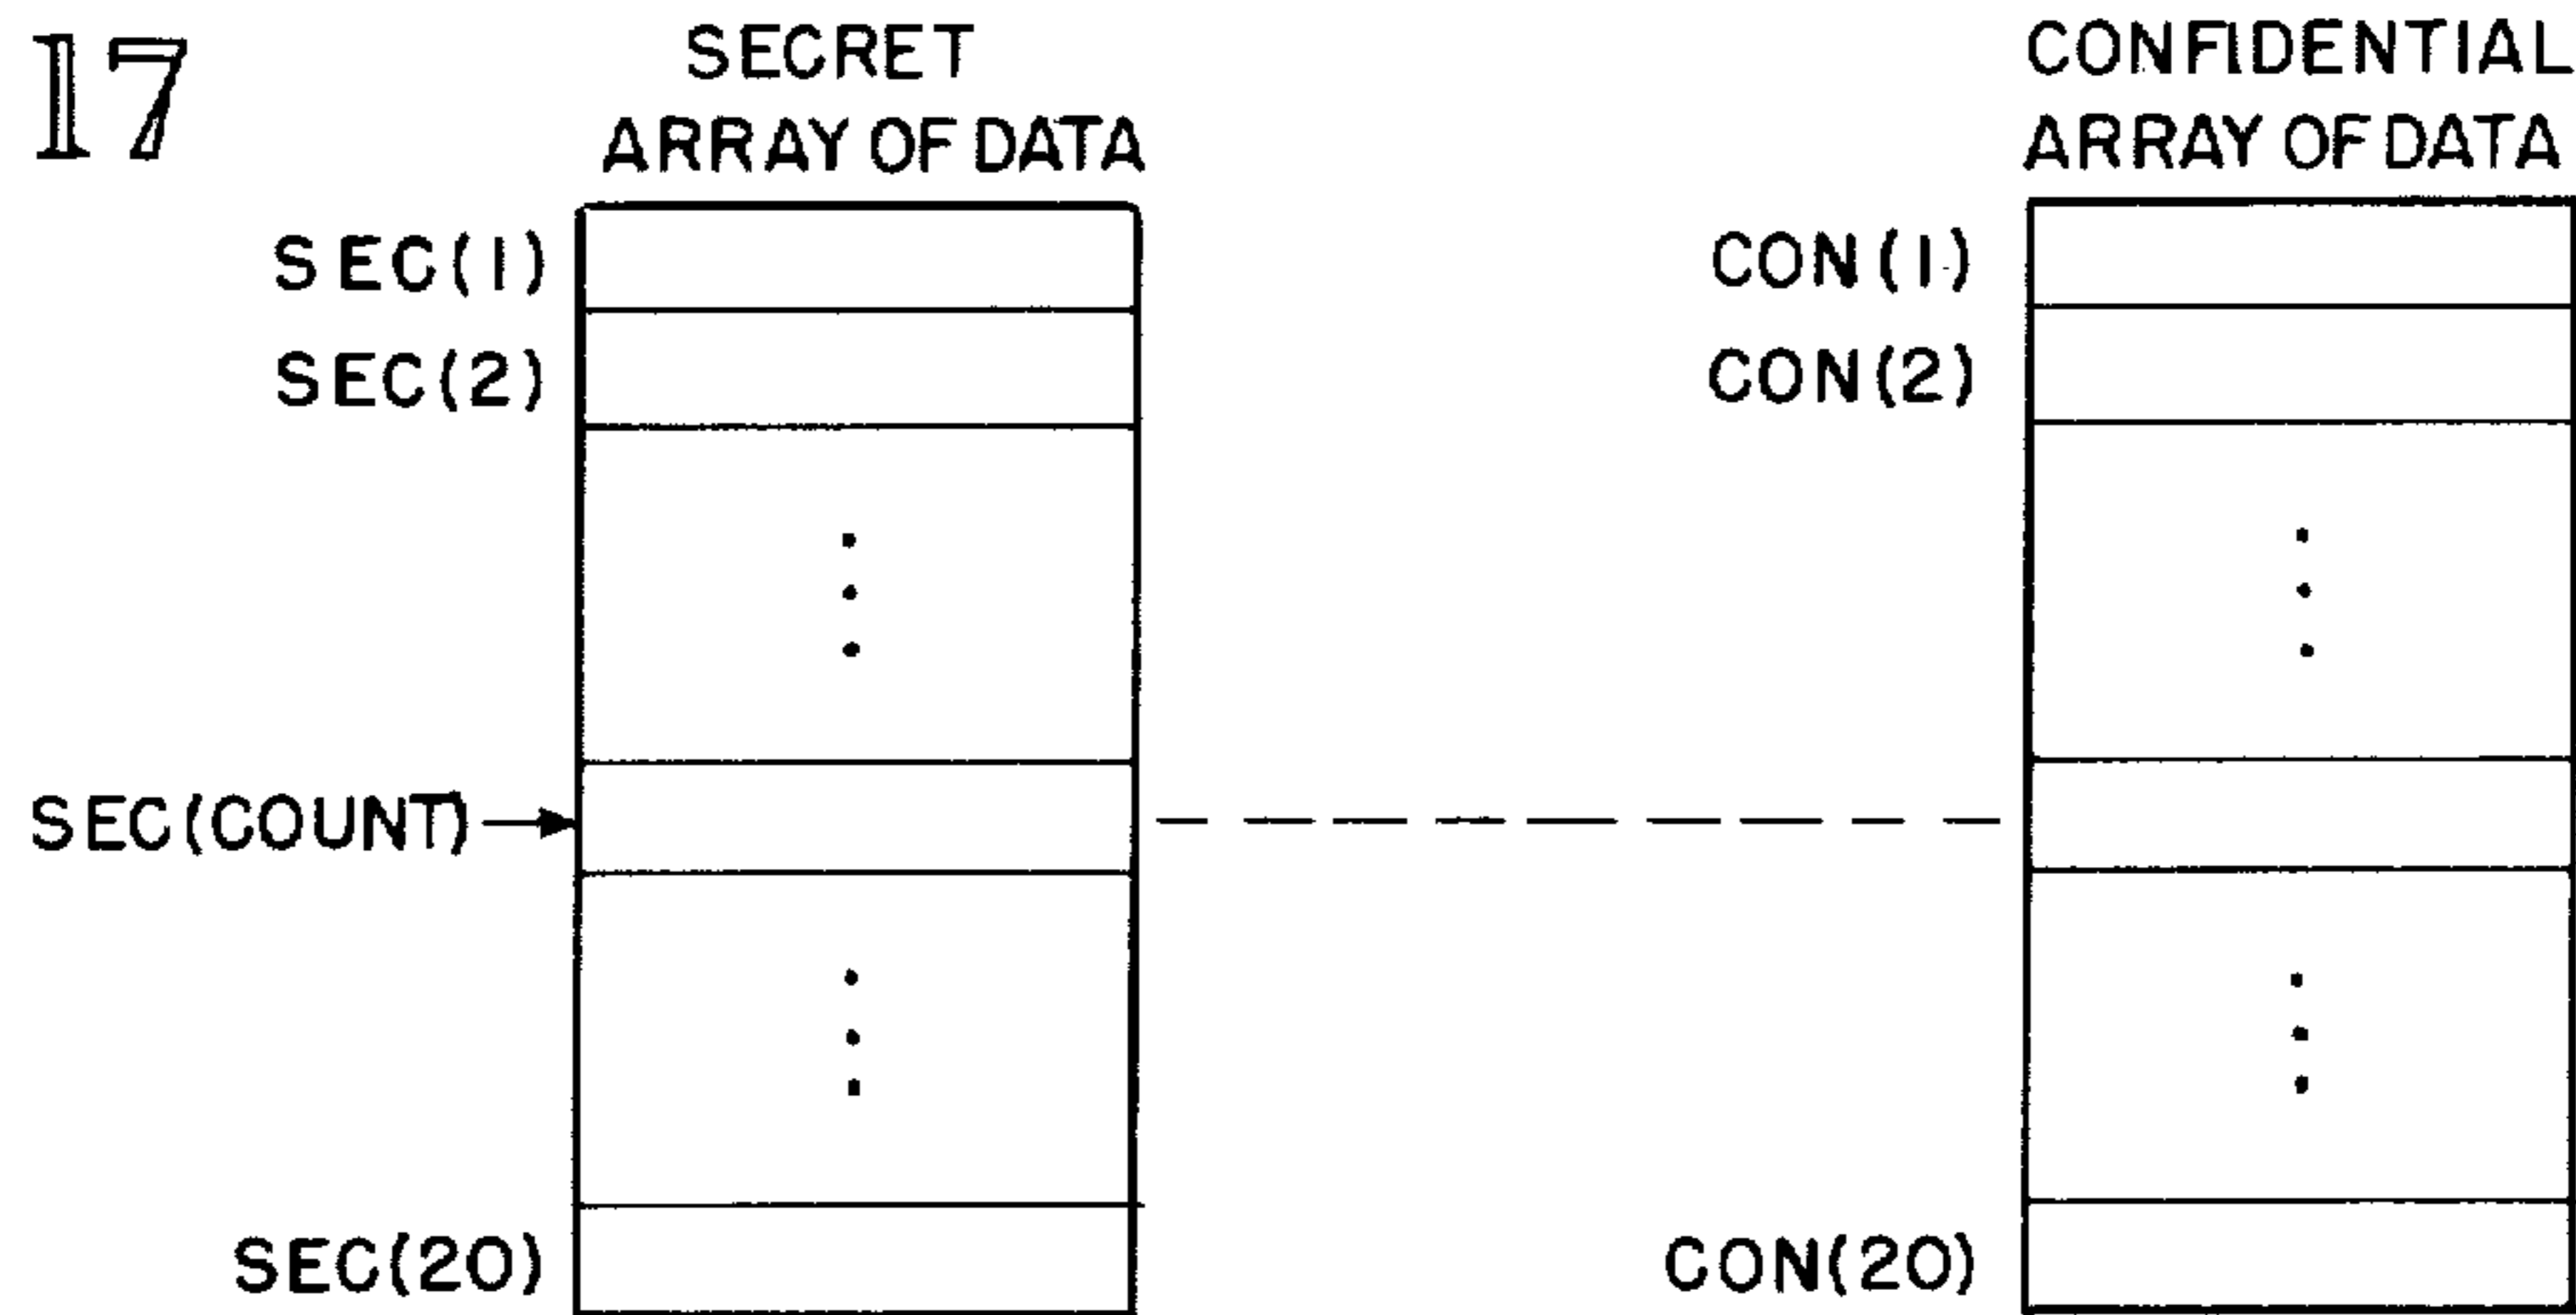 17
SECRET
ARRAY OF DATA
SEC(1)
SEC(2)
SEC(COUNT)
SEC(20)
CONFIDENTIAL
ARRAY OF DATA
CON(1)
CON(2)
CON(20)